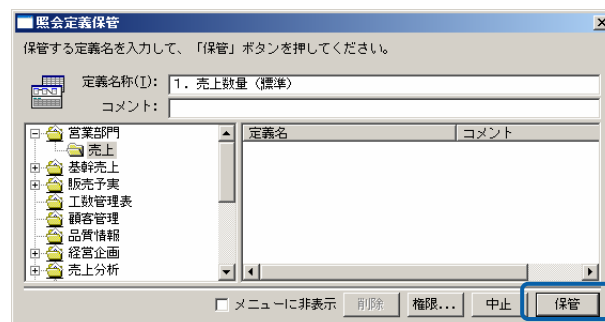 照会定義保管
保管する定義名を入力して、「保管」ボタンを押してください。
定義名称(I): 1. 売上数量（標準）
コメント:
営業部門
売上
基幹売上
販売予実
工数管理表
顧客管理
品質情報
経営企画
売上分析
定義名 コメント
メニューに非表示 削除 権限... 中止 保管